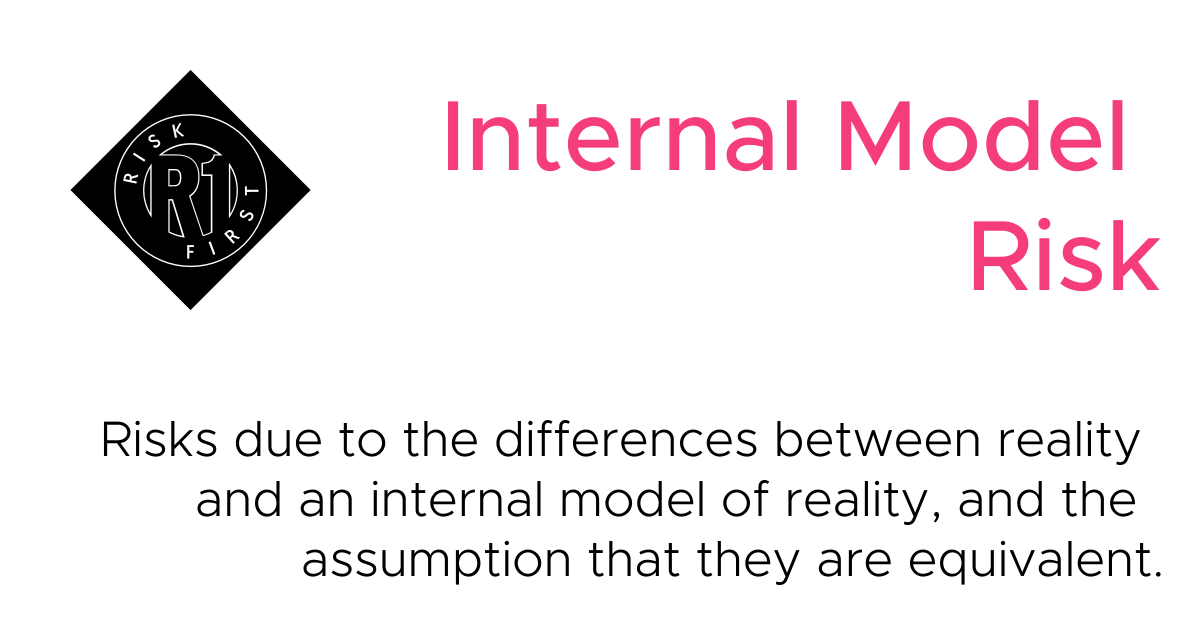 RISK
R1
FIRST
Internal Model
Risk
Risks due to the differences between reality
and an internal model of reality, and the
assumption that they are equivalent.